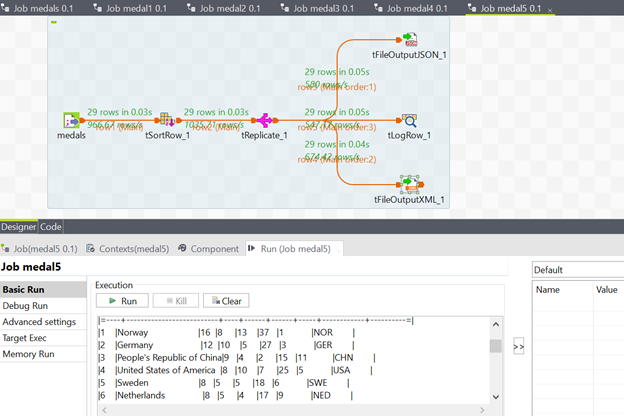 Job medals 0.1 Job medal1 0.1 Job medal2 0.1 Job medal3 0.1 Job medal4 0.1 Job medal5 0.1
tFileOutputJSON_1
29 rows in 0.05s
580 rows/s
row3 (Main order:1)
29 rows in 0.03s 29 rows in 0.03s 29 rows in 0.05s
966.67 rows/s 1035.71 rows/s
row1 (Main) row2 (Main) row5 (Main order:3)
medals tSortRow_1 tReplicate_1 tLogRow_1
29 rows in 0.04s
674.42 rows/s
row4 (Main order:2)
tFileOutputXML_1
Designer Code
Job(medal5 0.1) Contexts(medal5) Component Run (Job medal5)
Job medal5
Basic Run
Debug Run
Advanced settings
Target Exec
Memory Run
Execution
Run Kill Clear
|1 |Norway |16 |8 |13 |37 |1 |NOR |
|2 |Germany |12 |10 |5 |27 |3 |GER |
|3 |People's Republic of China|9 |4 |2 |15 |11 |CHN |
|4 |United States of America |8 |10 |7 |25 |5 |USA |
|5 |Sweden |8 |5 |5 |18 |6 |SWE |
|6 |Netherlands |8 |5 |4 |17 |9 |NED |
>>
Default
Name Value